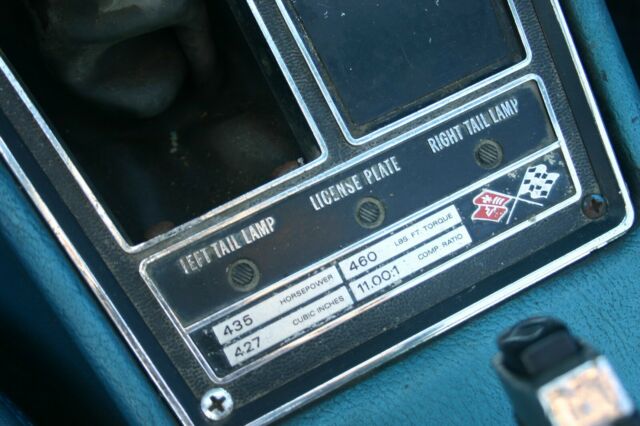 LEFT TAIL LAMP
LICENSE PLATE
RIGHT TAIL LAMP
435 HORSEPOWER
460 LBS. FT. TORQUE
427 CUBIC INCHES
11.00:1 COMP. RATIO